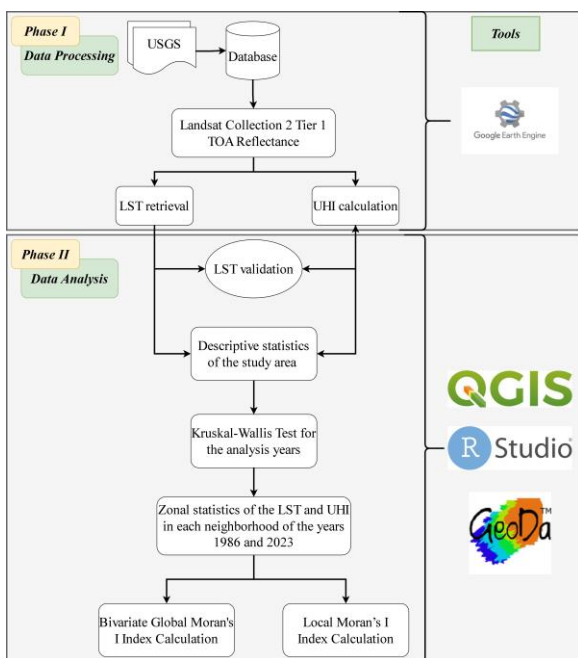 Phase I
Data Processing
USGS
Database
Tools
Landsat Collection 2 Tier 1
TOA Reflectance
Google Earth Engine
LST retrieval
UHI calculation
Phase II
Data Analysis
LST validation
Descriptive statistics
of the study area
QGIS
Kruskal-Wallis Test for
the analysis years
R Studio®
Zonal statistics of the LST and UHI
in each neighborhood of the years
1986 and 2023
GeoDa™
Bivariate Global Moran's
I Index Calculation
Local Moran's I
Index Calculation